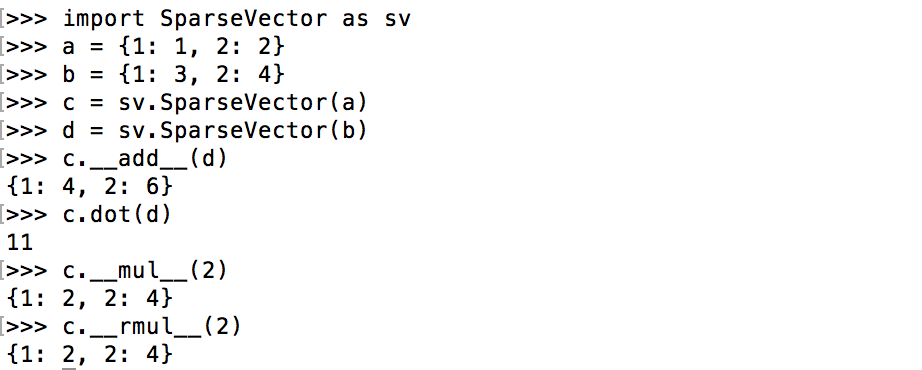 [>>> import SparseVector as sv
[>>> a = {1: 1, 2: 2}
[>>> b = {1: 3, 2: 4}
[>>> c = sv.SparseVector(a)
[>>> d = sv.SparseVector(b)
[>>> c.__add__(d)
{1: 4, 2: 6}
[>>> c.dot(d)
11
[>>> c.__mul__(2)
{1: 2, 2: 4}
[>>> c.__rmul__(2)
{1: 2, 2: 4}